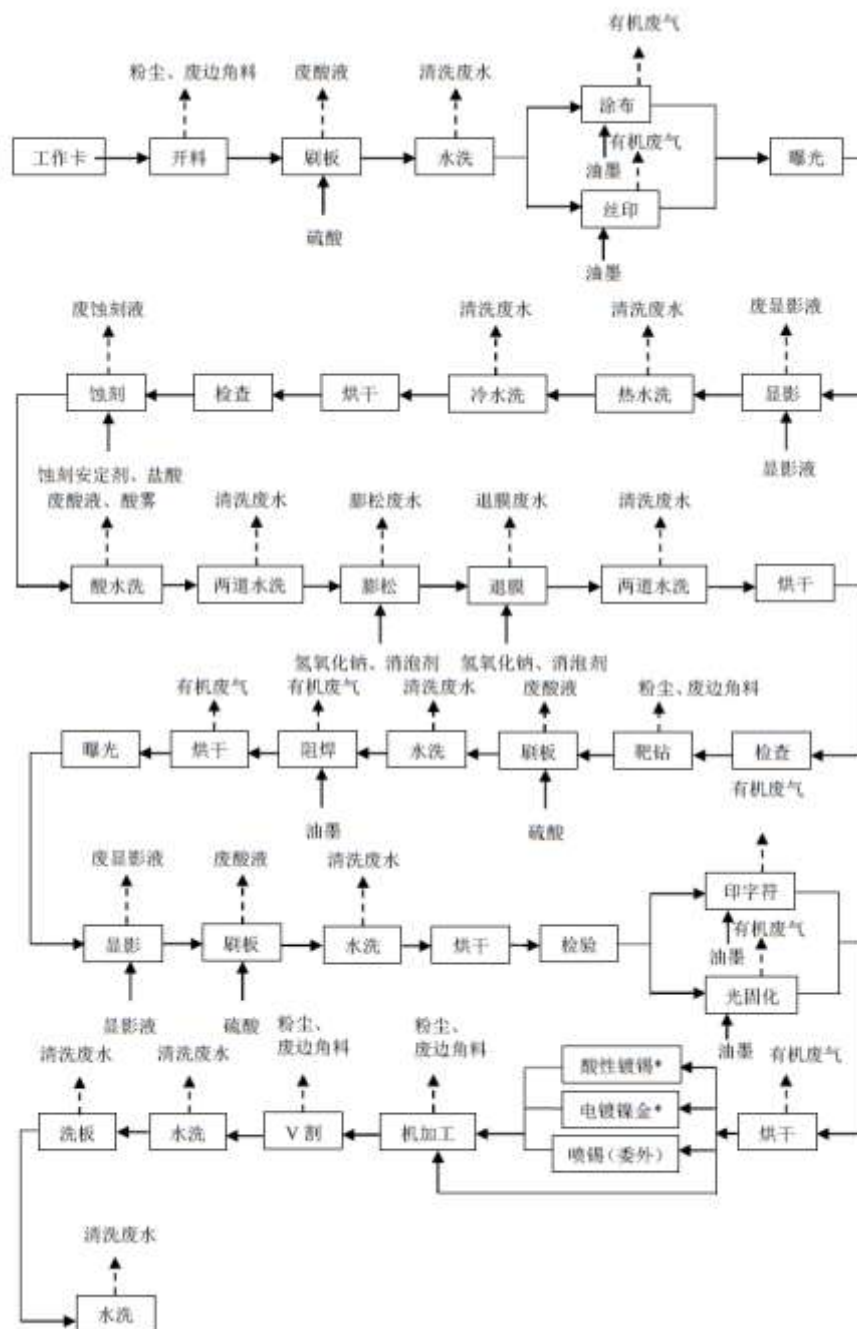 有机废气
粉尘、废边角料 废酸液 清洗废水
涂布
有机废气
工作卡 开料 刷板 水洗 油墨 曝光
丝印
硫酸
油墨
废蚀刻液 清洗废水 清洗废水 废显影液
蚀刻 检查 烘干 冷水洗 热水洗 显影
蚀刻安定剂、盐酸 显影液
废酸液、酸雾 清洗废水 膨松废水 退膜废水 清洗废水
酸水洗 两道水洗 膨松 退膜 两道水洗 烘干
氢氧化钠、消泡剂 氢氧化钠、消泡剂
有机废气 有机废气 清洗废水 废酸液 粉尘、废边角料
曝光 烘干 阻焊 水洗 刷板 靶钻 检查
有机废气
油墨 硫酸
废显影液 废酸液 清洗废水
印字符
显影 刷板 水洗 烘干 检验 油墨 有机废气
光固化
显影液 硫酸 粉尘、 粉尘、 油墨
清洗废水 清洗废水 废边角料 废边角料 酸性镀锡* 有机废气
洗板 水洗 V割 机加工 电镀镍金* 烘干
喷锡(委外)
清洗废水
水洗